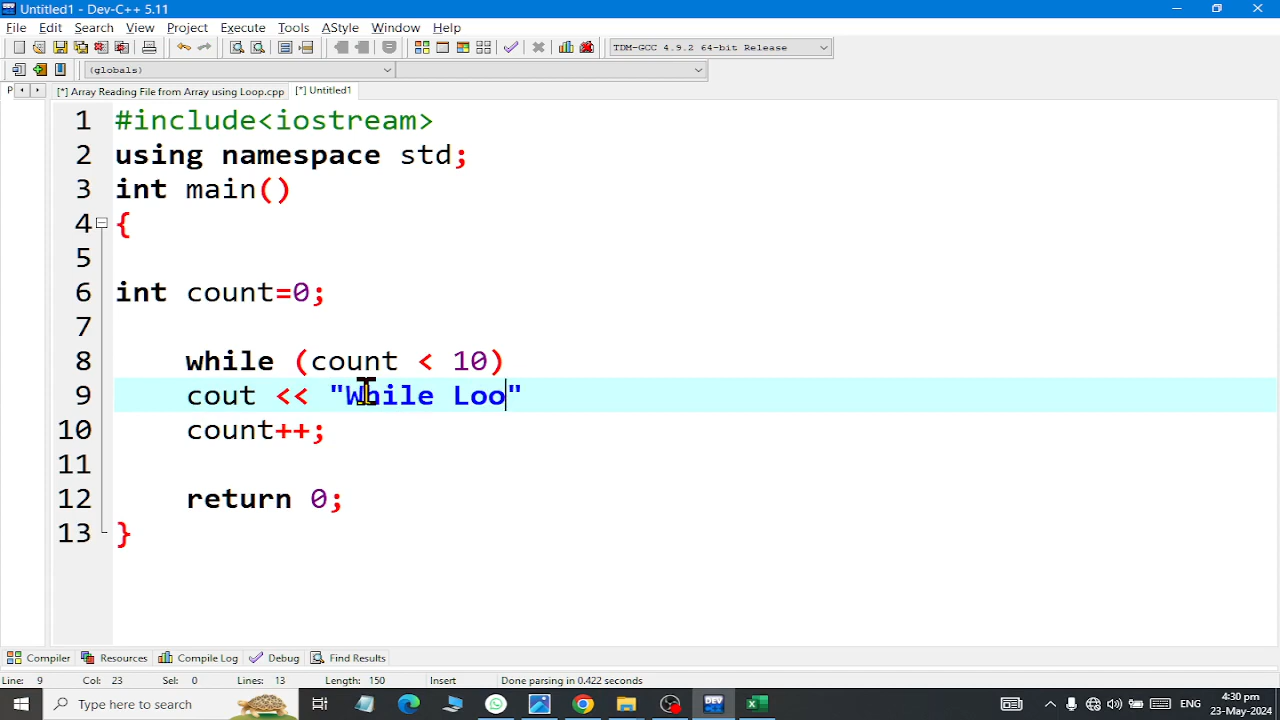 Untitled1 - Dev-C++ 5.11
File Edit Search View Project Execute Tools AStyle Window Help
TDM-GCC 4.9.2 64-bit Release
(globals)
P [*] Array Reading File from Array using Loop.cpp [*] Untitled1
1 #include<iostream>
2 using namespace std;
3 int main()
4 {
5
6 int count=0;
7
8 while (count < 10)
9 cout << "While Loo"
10 count++;
11
12 return 0;
13 }
Compiler Resources Compile Log Debug Find Results
Line: 9 Col: 23 Sel: 0 Lines: 13 Length: 150 Insert Done parsing in 0.422 seconds
Type here to search DEV ENG 4:30 pm
23-May-2024